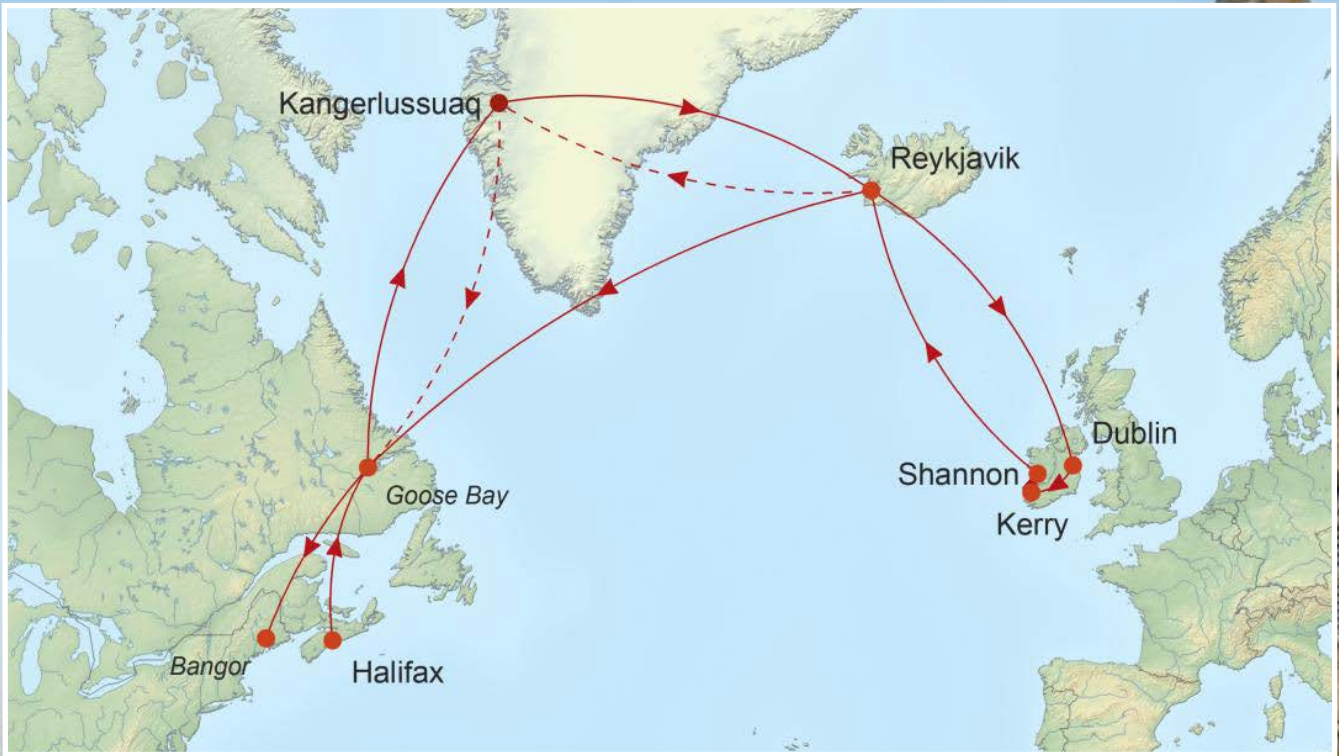 Kangerlussuaq
Reykjavik
Dublin
Shannon
Goose Bay
Kerry
Bangor
Halifax